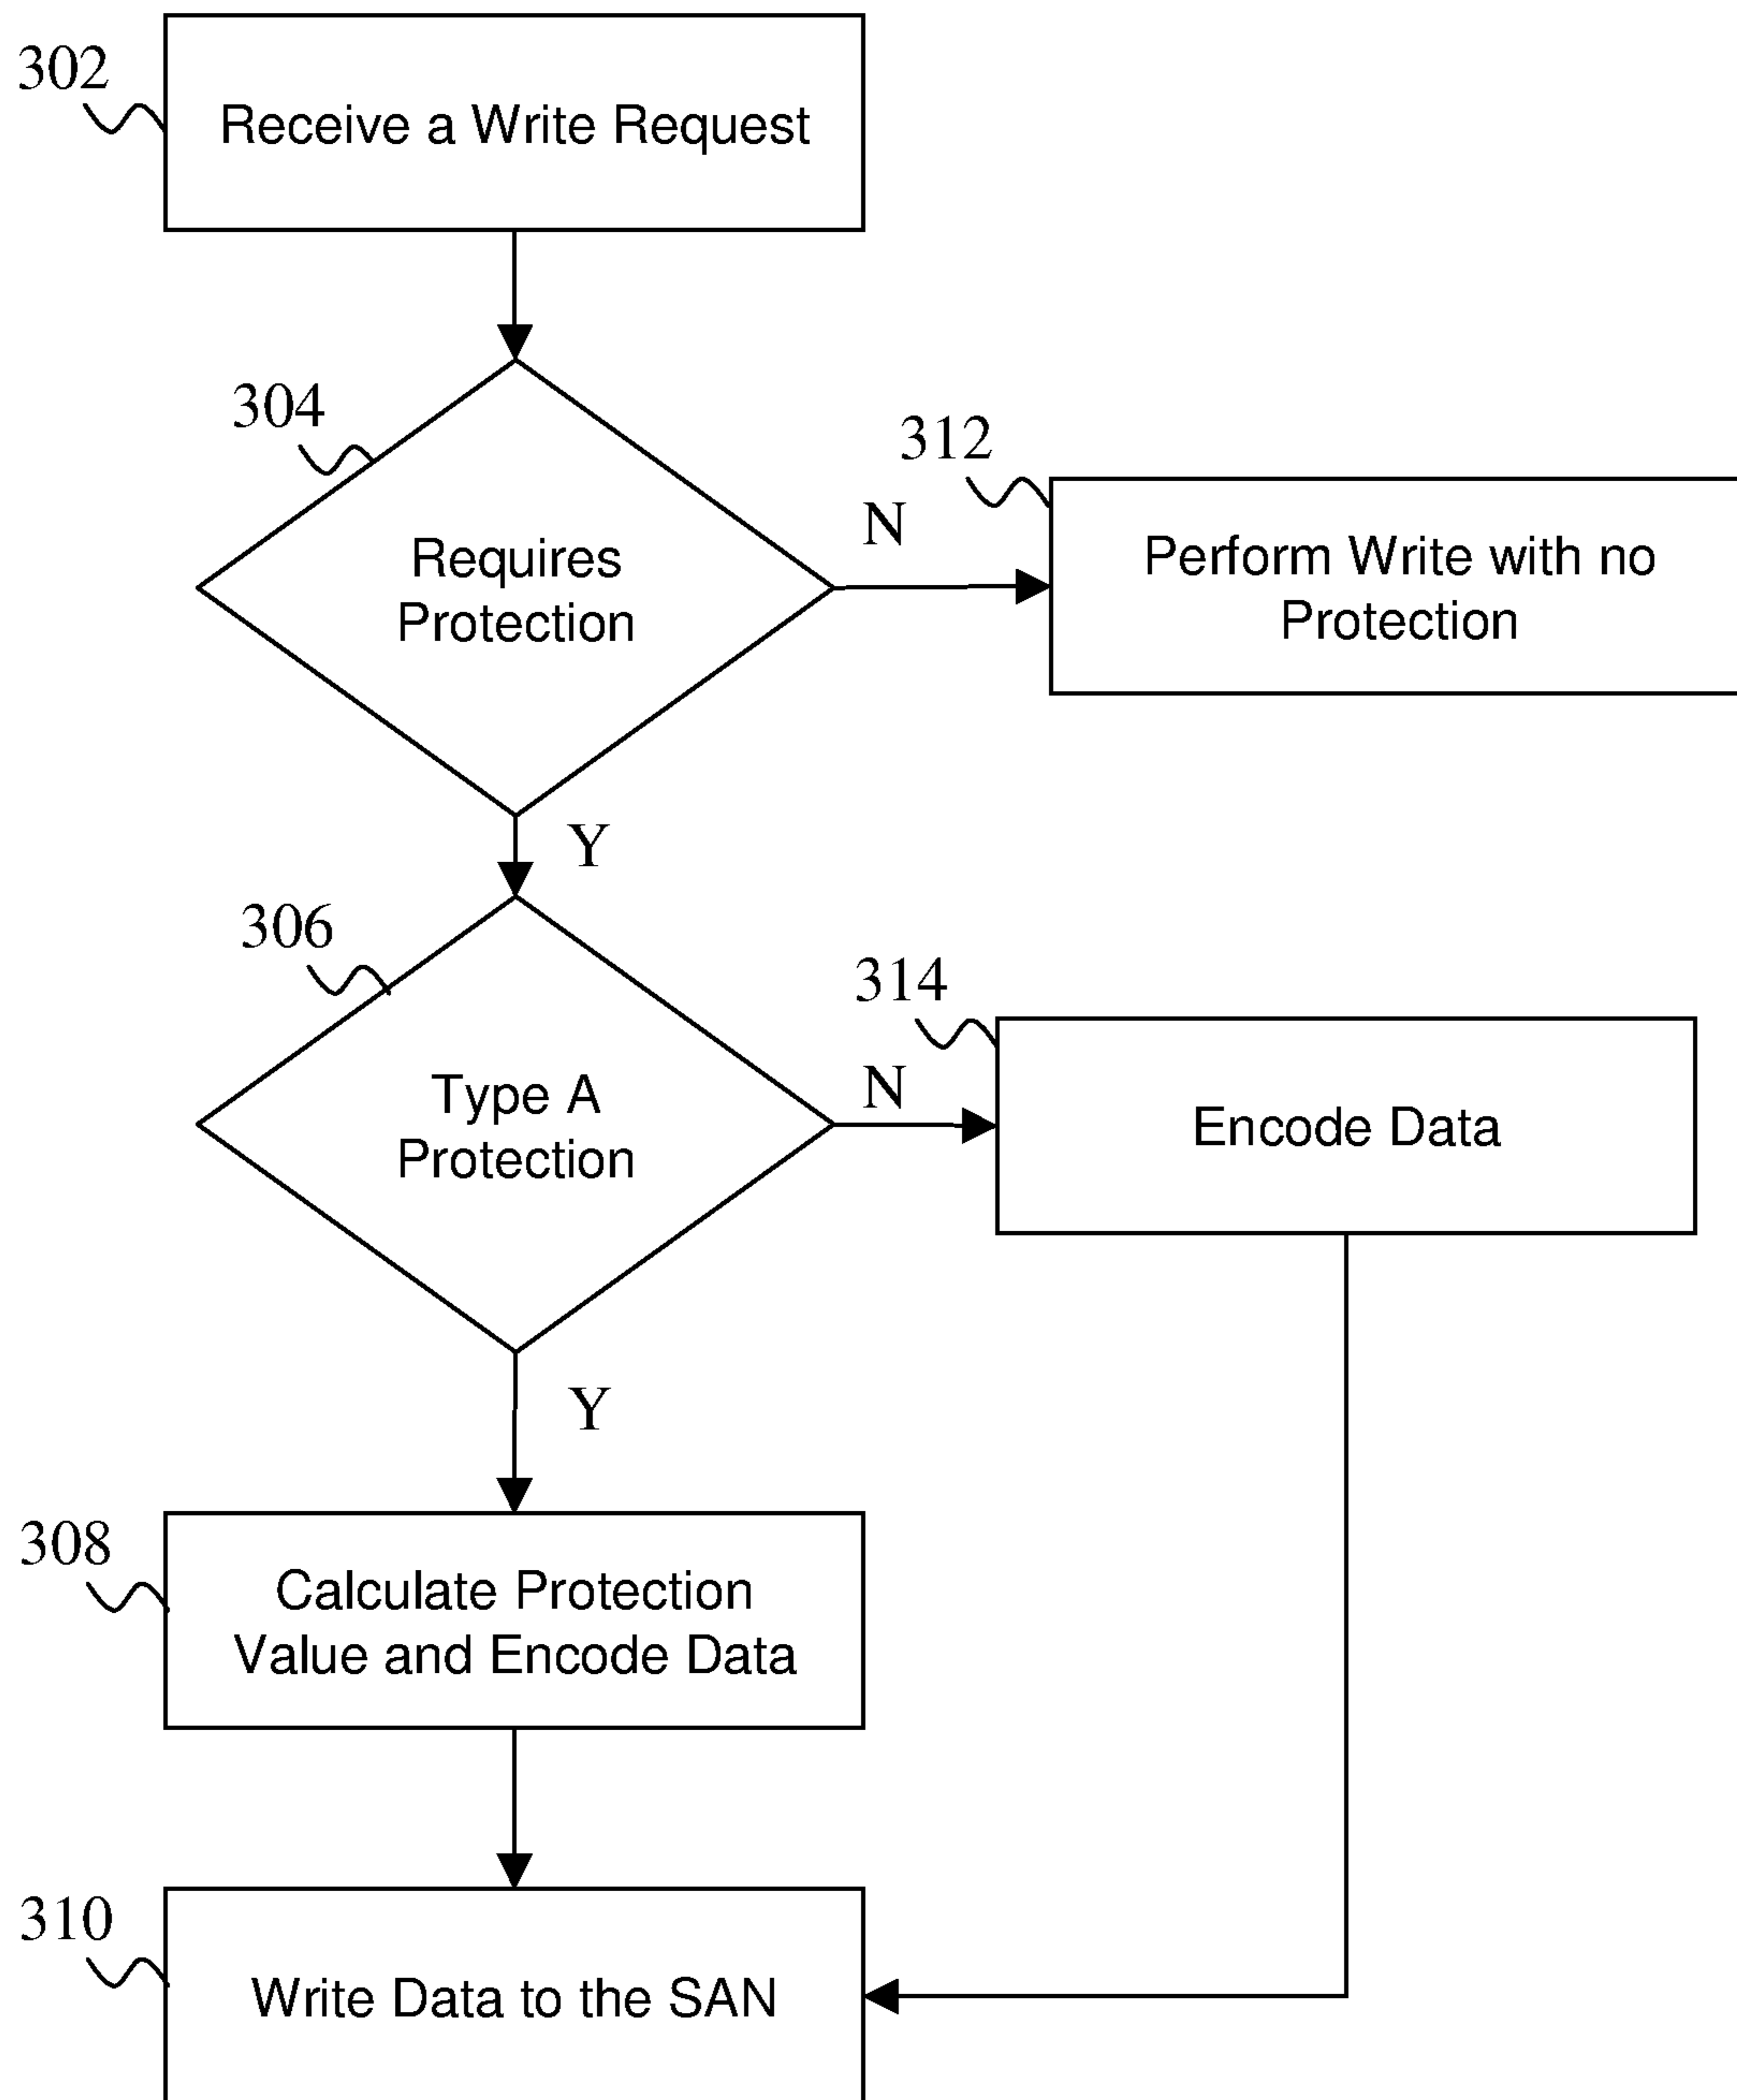 302
Receive a Write Request
304
312
N
Requires
Protection
Perform Write with no
Protection
Y
306
314
N
Type A
Protection
Encode Data
Y
308
Calculate Protection
Value and Encode Data
310
Write Data to the SAN